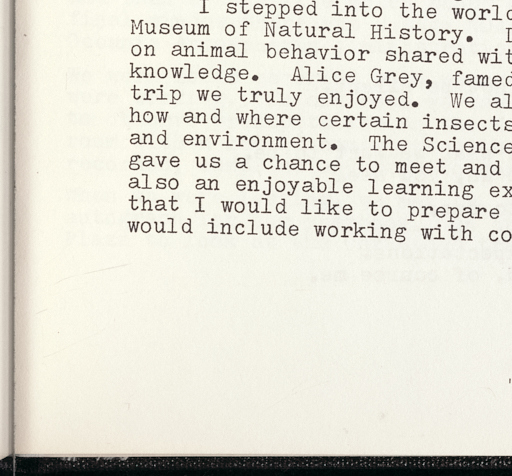 I stepped into the world
Museum of Natural History.
on animal behavior shared wit
knowledge. Alice Grey, famed
trip we truly enjoyed. We al
how and where certain insects
and environment. The Science
gave us a chance to meet and
also an enjoyable learning ex
that I would like to prepare
would include working with co